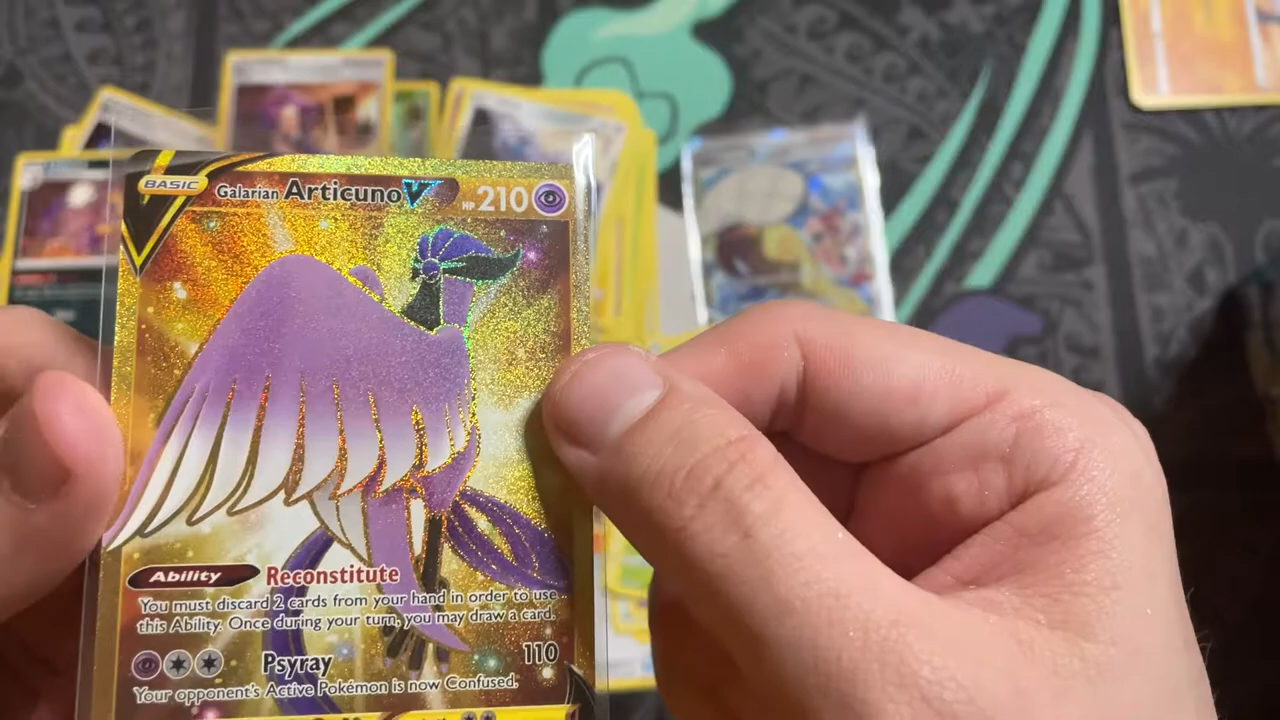 BASIC
Galarian Articuno V HP 210
Ability Reconstitute
You must discard 2 cards from your hand in order to use
this Ability. Once during your turn, you may draw a card.
Psyray 110
Your opponent's Active Pokémon is now Confused.